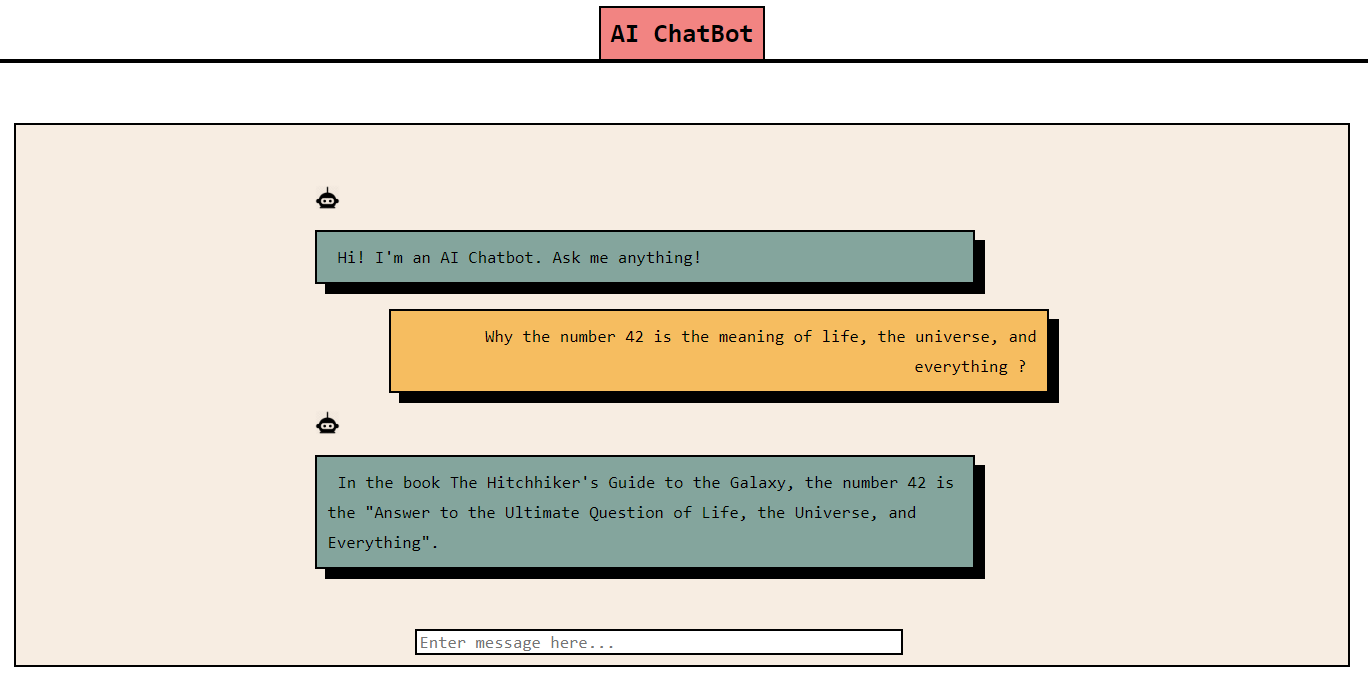 AI ChatBot
Hi! I'm an AI Chatbot. Ask me anything!
Why the number 42 is the meaning of life, the universe, and
everything ?
In the book The Hitchhiker's Guide to the Galaxy, the number 42 is
the "Answer to the Ultimate Question of Life, the Universe, and
Everything".
Enter message here...